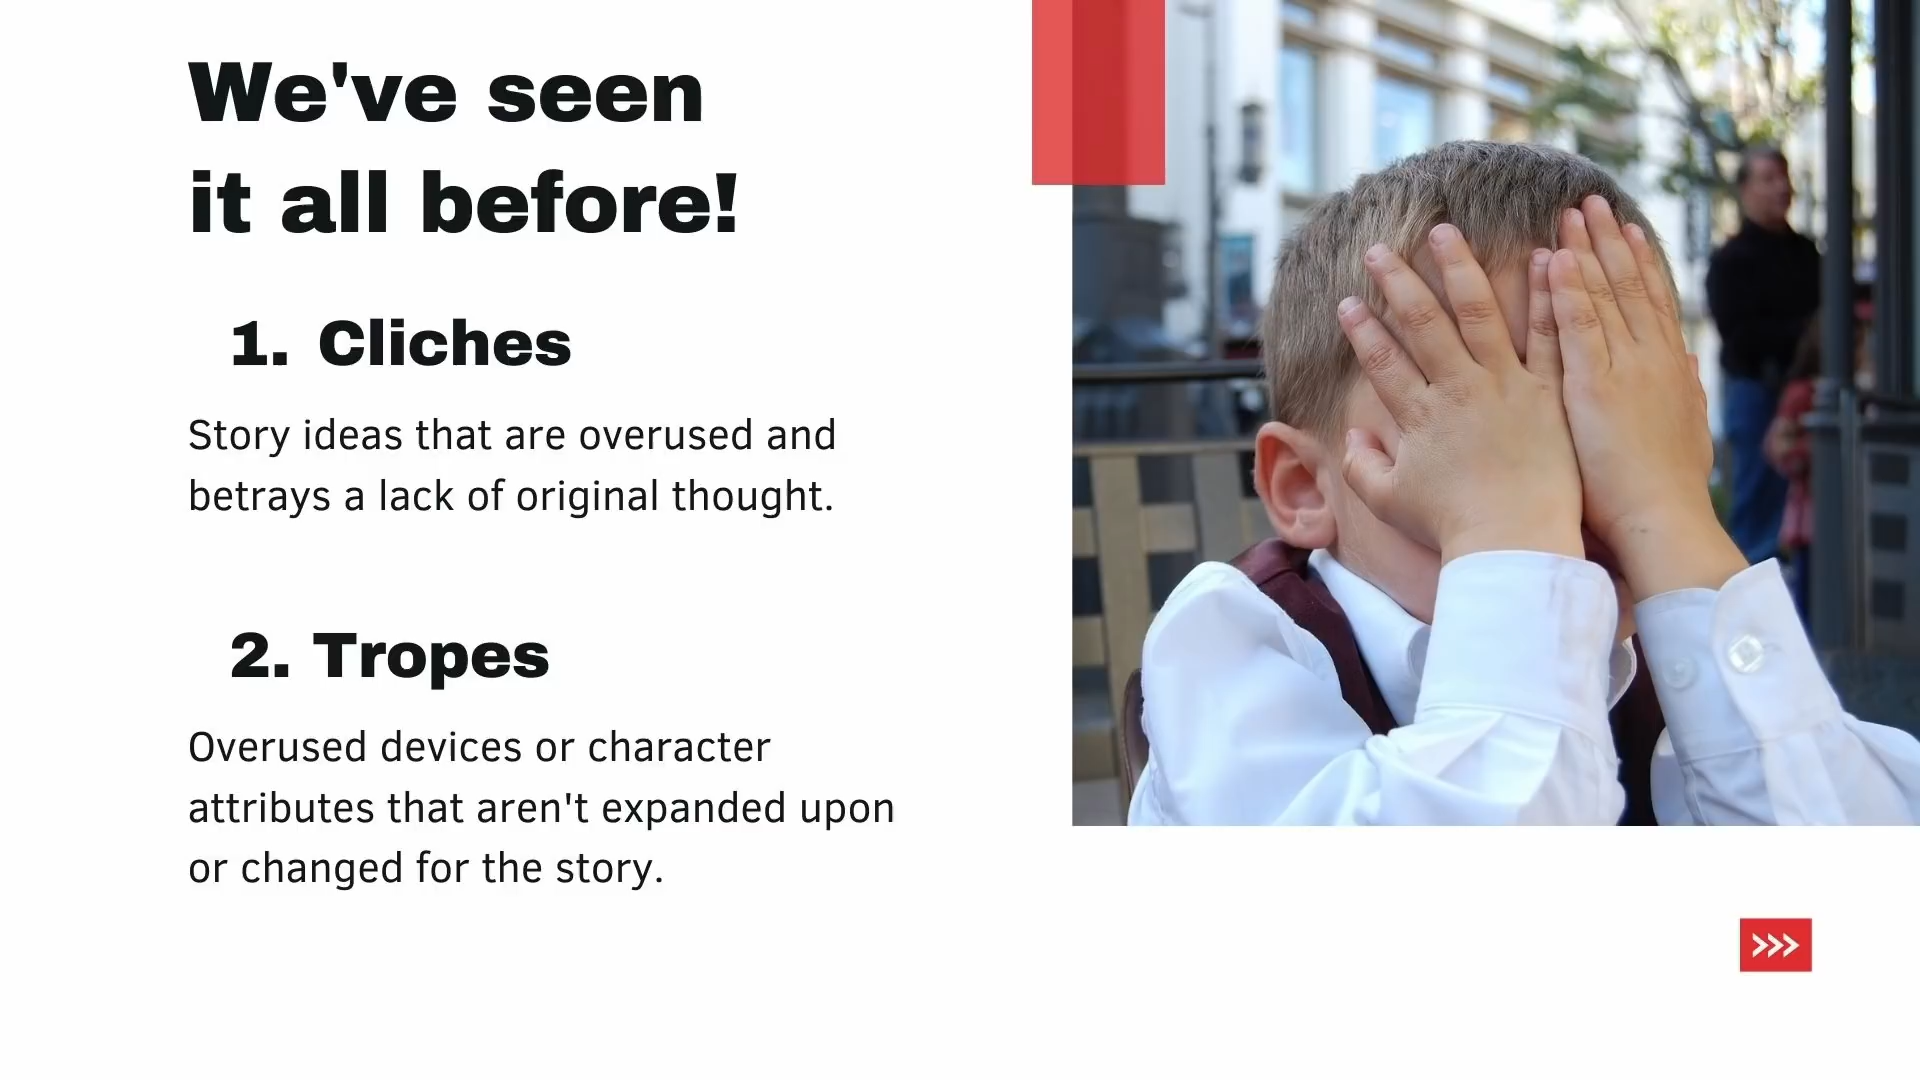 We've seen
it all before!
1. Cliches
Story ideas that are overused and
betrays a lack of original thought.
2. Tropes
Overused devices or character
attributes that aren't expanded upon
or changed for the story.